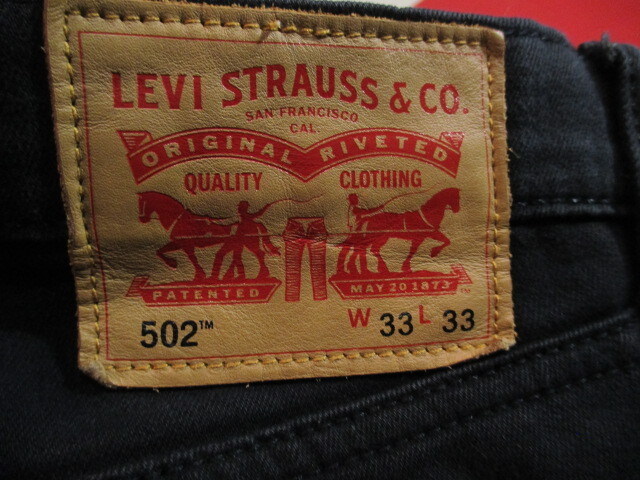 LEVI STRAUSS & CO.
SAN FRANCISCO
CAL.
ORIGINAL RIVETED
QUALITY CLOTHING
PATENTED MAY 20 1873
502™ W 33 L 33